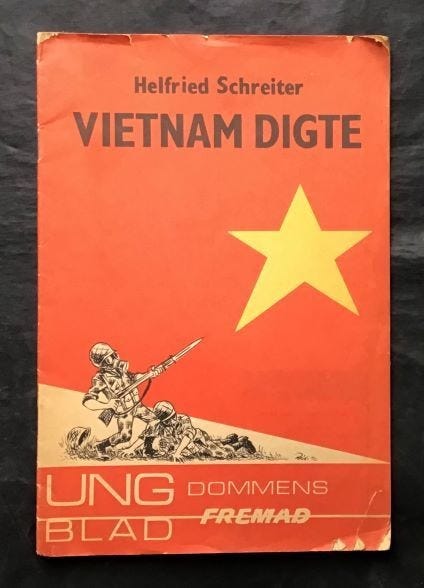 Helfried Schreiter
VIETNAM DIGTE
UNG DOMMENS
BLAD FREMAD